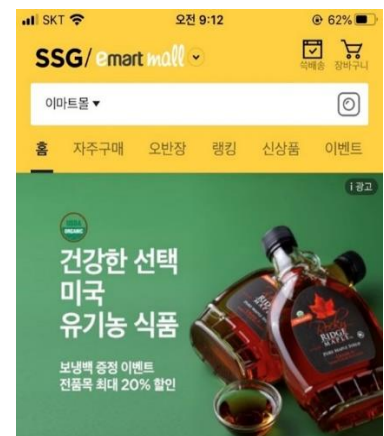 SKT 오전 9:12 62%
SSG/ emart mall
쓱배송 장바구니
이마트몰 ▼
홈 자주구매 오반장 랭킹 신상품 이벤트
i 광고
USDA
ORGANIC
건강한 선택
미국
유기농 식품
보냉백 증정 이벤트
전품목 최대 20% 할인
RIDGE
MAPLE
PURE MAPLE SYRUP